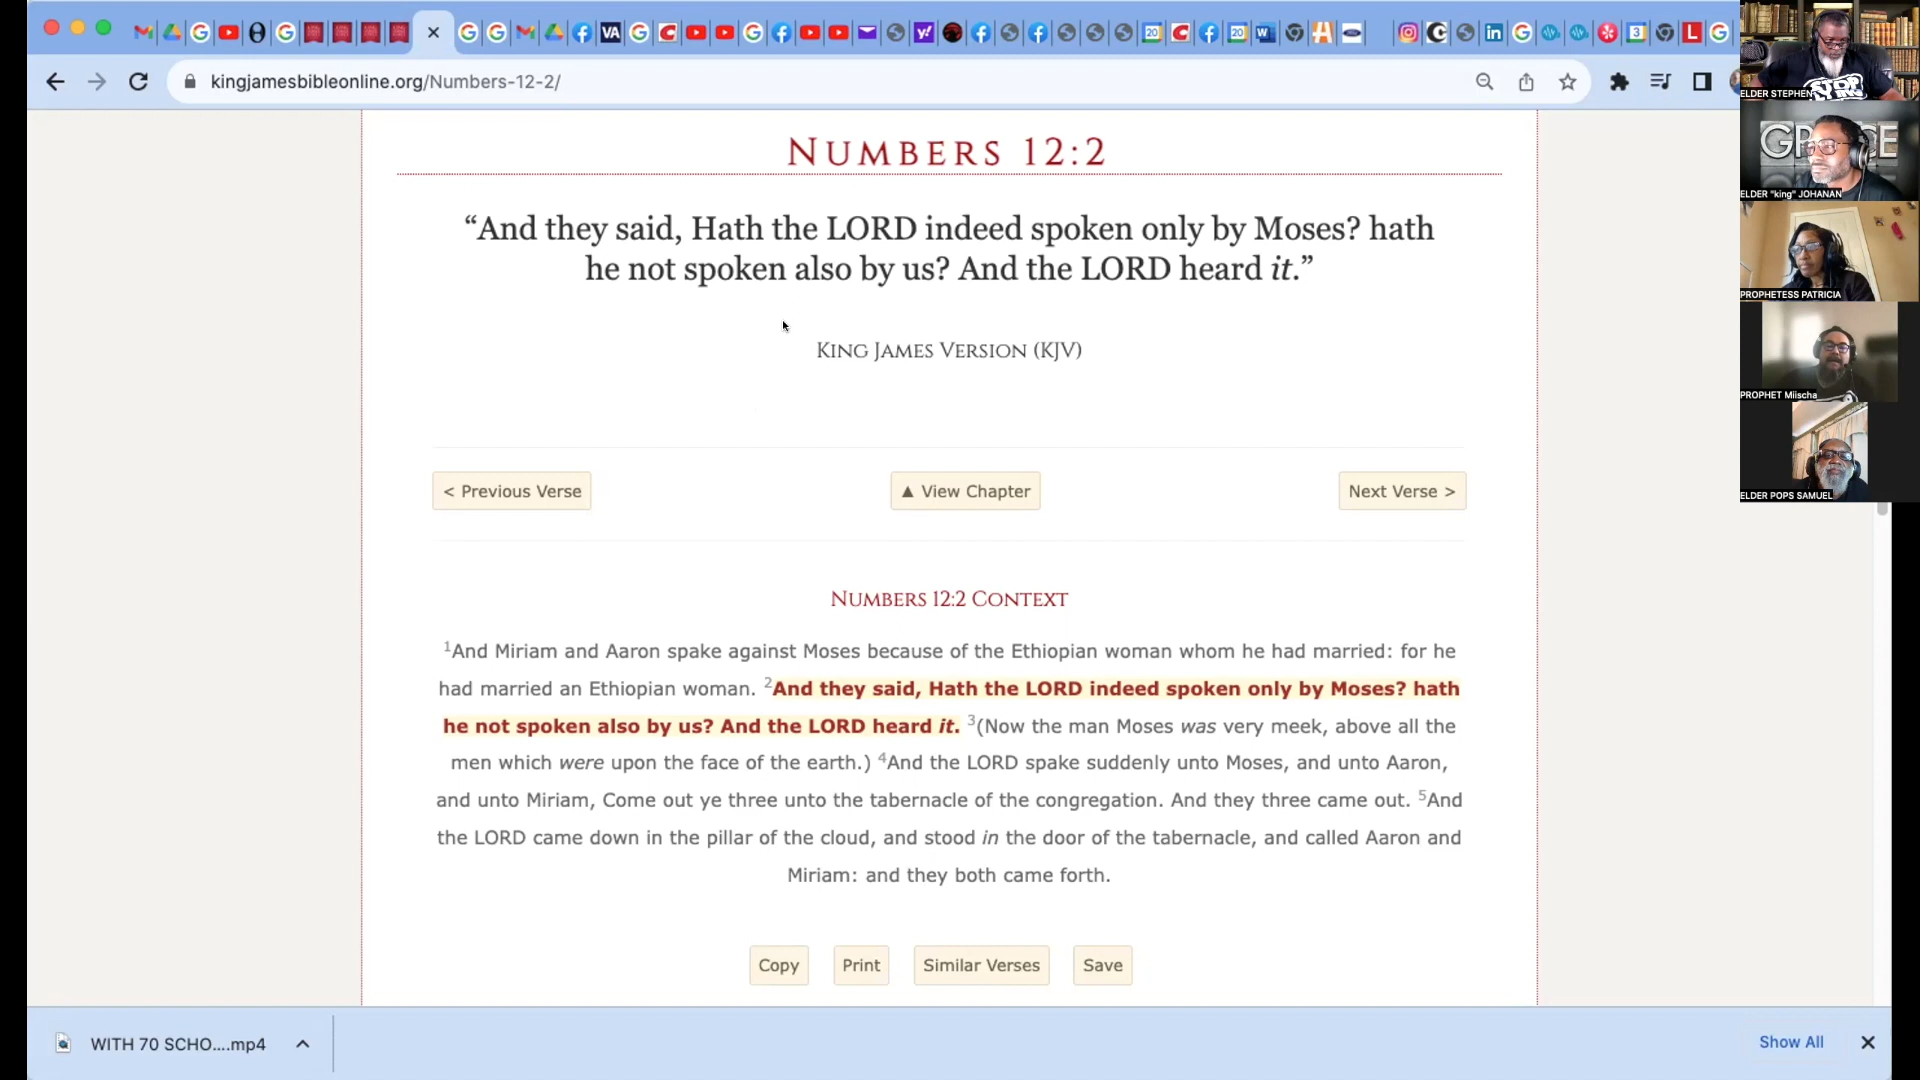 kingjamesbibleonline.org/Numbers-12-2/
NUMBERS 12:2
“And they said, Hath the LORD indeed spoken only by Moses? hath
he not spoken also by us? And the LORD heard it.”
KING JAMES VERSION (KJV)
< Previous Verse
▲ View Chapter
Next Verse >
NUMBERS 12:2 CONTEXT
1And Miriam and Aaron spake against Moses because of the Ethiopian woman whom he had married: for he
had married an Ethiopian woman. 2And they said, Hath the LORD indeed spoken only by Moses? hath
he not spoken also by us? And the LORD heard it. 3(Now the man Moses was very meek, above all the
men which were upon the face of the earth.) 4And the LORD spake suddenly unto Moses, and unto Aaron,
and unto Miriam, Come out ye three unto the tabernacle of the congregation. And they three came out. 5And
the LORD came down in the pillar of the cloud, and stood in the door of the tabernacle, and called Aaron and
Miriam: and they both came forth.
Copy
Print
Similar Verses
Save
WITH 70 SCHO....mp4
Show All
ELDER STEPHEN
ELDER "king" JOHANAN
PROPHETESS PATRICIA
PROPHET Miischa
ELDER POPS SAMUEL